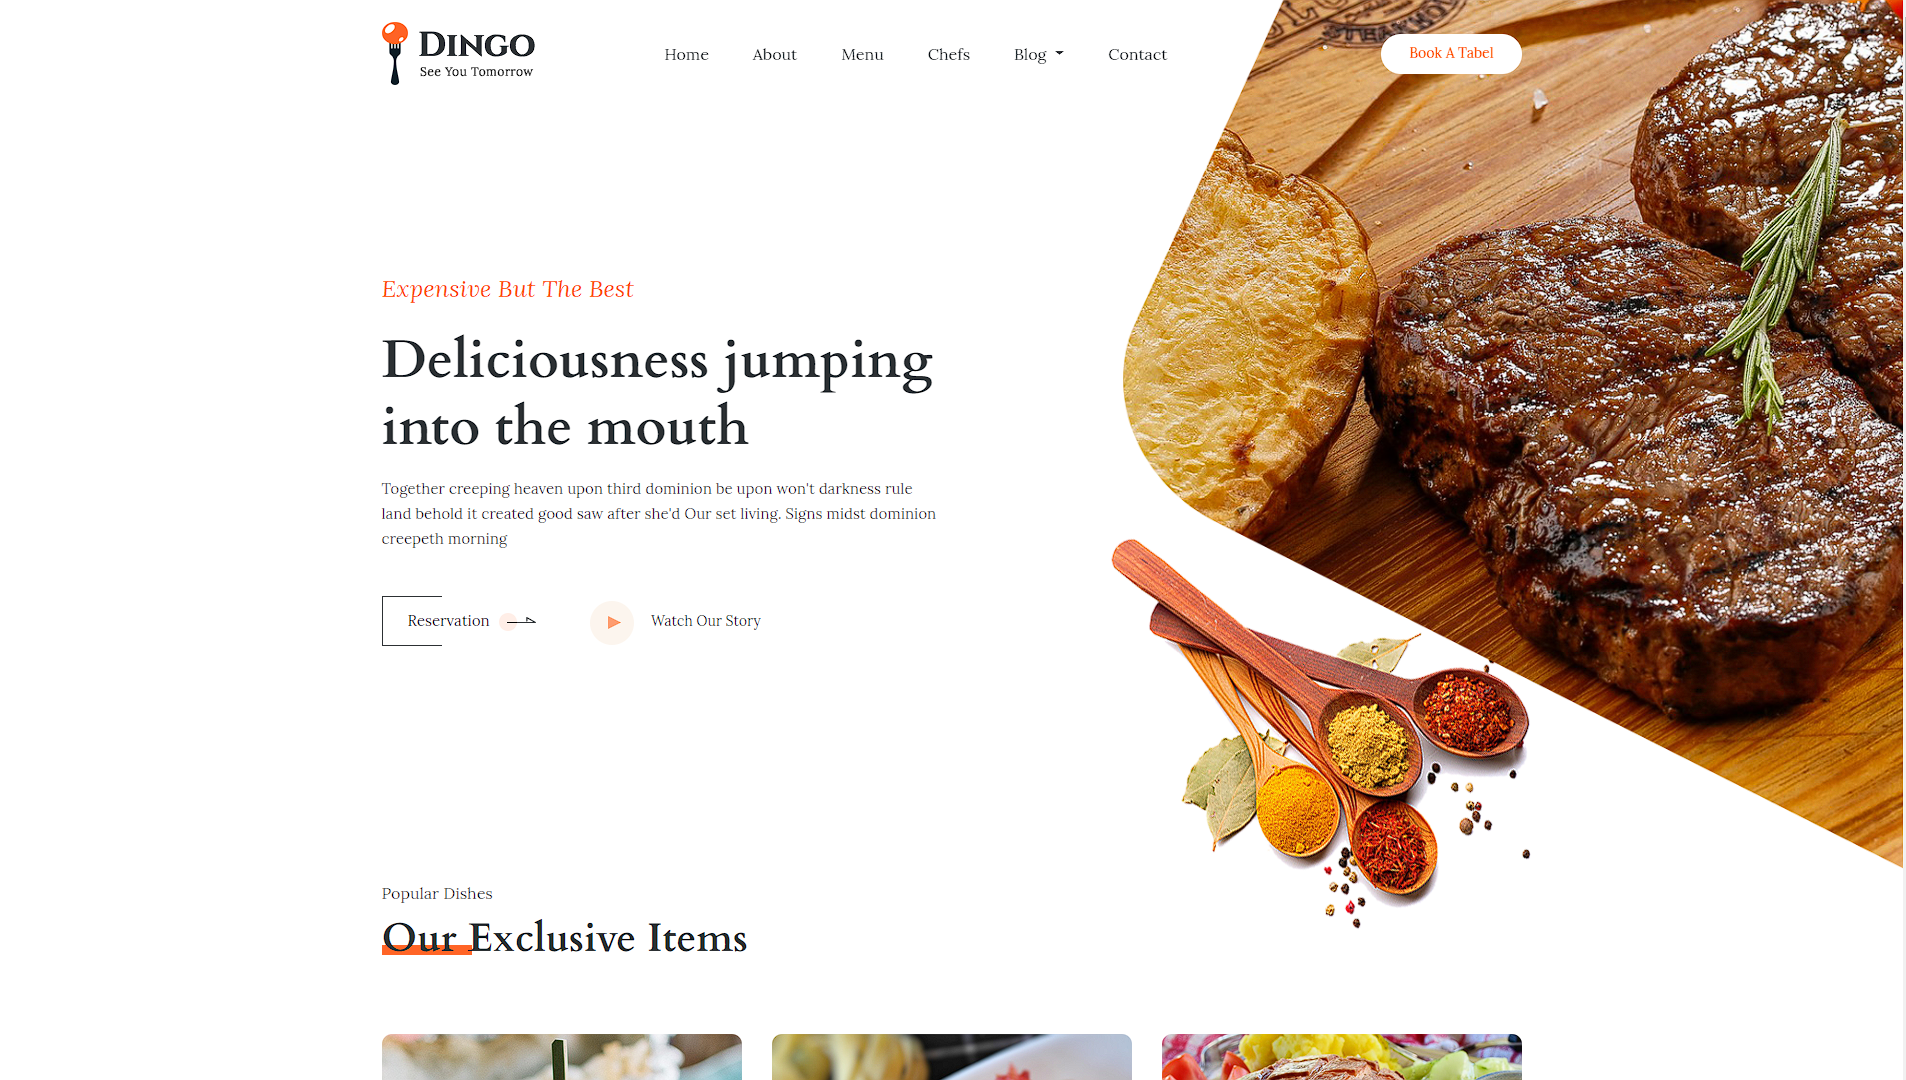 DINGO
See You Tomorrow
Home
About
Menu
Chefs
Blog
Contact
Book A Tabel
Expensive But The Best
Deliciousness jumping
into the mouth
Together creeping heaven upon third dominion be upon won't darkness rule
land behold it created good saw after she'd Our set living. Signs midst dominion
creepeth morning
Reservation
Watch Our Story
Popular Dishes
Our Exclusive Items